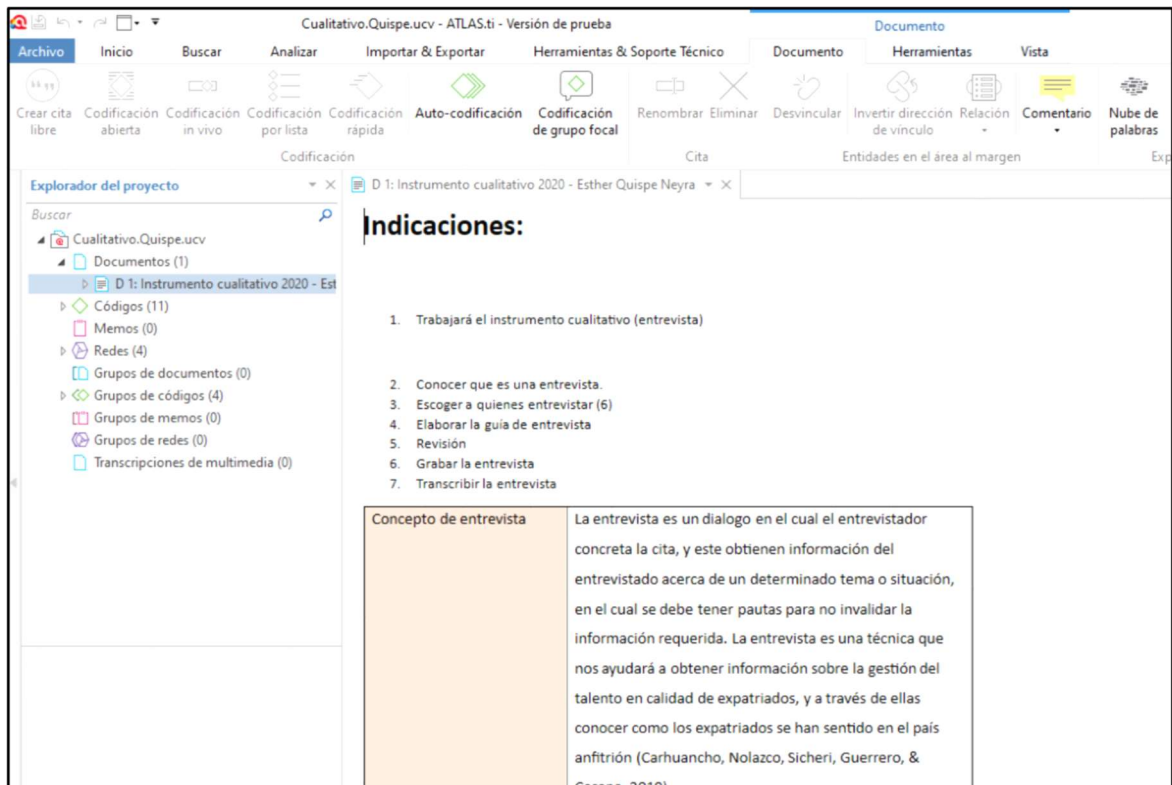 Cualitativo.Quispe.ucv - ATLAS.ti - Versión de prueba
Documento
Archivo Inicio Buscar Analizar Importar & Exportar Herramientas & Soporte Técnico Documento Herramientas Vista
Crear cita libre
Codificación abierta
Codificación in vivo
Codificación por lista
Codificación rápida
Auto-codificación
Codificación de grupo focal
Renombrar
Eliminar
Desvincular
Invertir dirección de vínculo
Relación
Comentario
Nube de palabras
Codificación
Cita
Entidades en el área al margen
Exp
Explorador del proyecto
Buscar
Cualitativo.Quispe.ucv
Documentos (1)
D 1: Instrumento cualitativo 2020 - Est
Códigos (11)
Memos (0)
Redes (4)
Grupos de documentos (0)
Grupos de códigos (4)
Grupos de memos (0)
Grupos de redes (0)
Transcripciones de multimedia (0)
D 1: Instrumento cualitativo 2020 - Esther Quispe Neyra
Indicaciones:
1. Trabajará el instrumento cualitativo (entrevista)
2. Conocer que es una entrevista.
3. Escoger a quienes entrevistar (6)
4. Elaborar la guía de entrevista
5. Revisión
6. Grabar la entrevista
7. Transcribir la entrevista
Concepto de entrevista
La entrevista es un dialogo en el cual el entrevistador
concreta la cita, y este obtienen información del
entrevistado acerca de un determinado tema o situación,
en el cual se debe tener pautas para no invalidar la
información requerida. La entrevista es una técnica que
nos ayudará a obtener información sobre la gestión del
talento en calidad de expatriados, y a través de ellas
conocer como los expatriados se han sentido en el país
anfitrión (Carhuancho, Nolazco, Sicheri, Guerrero, &